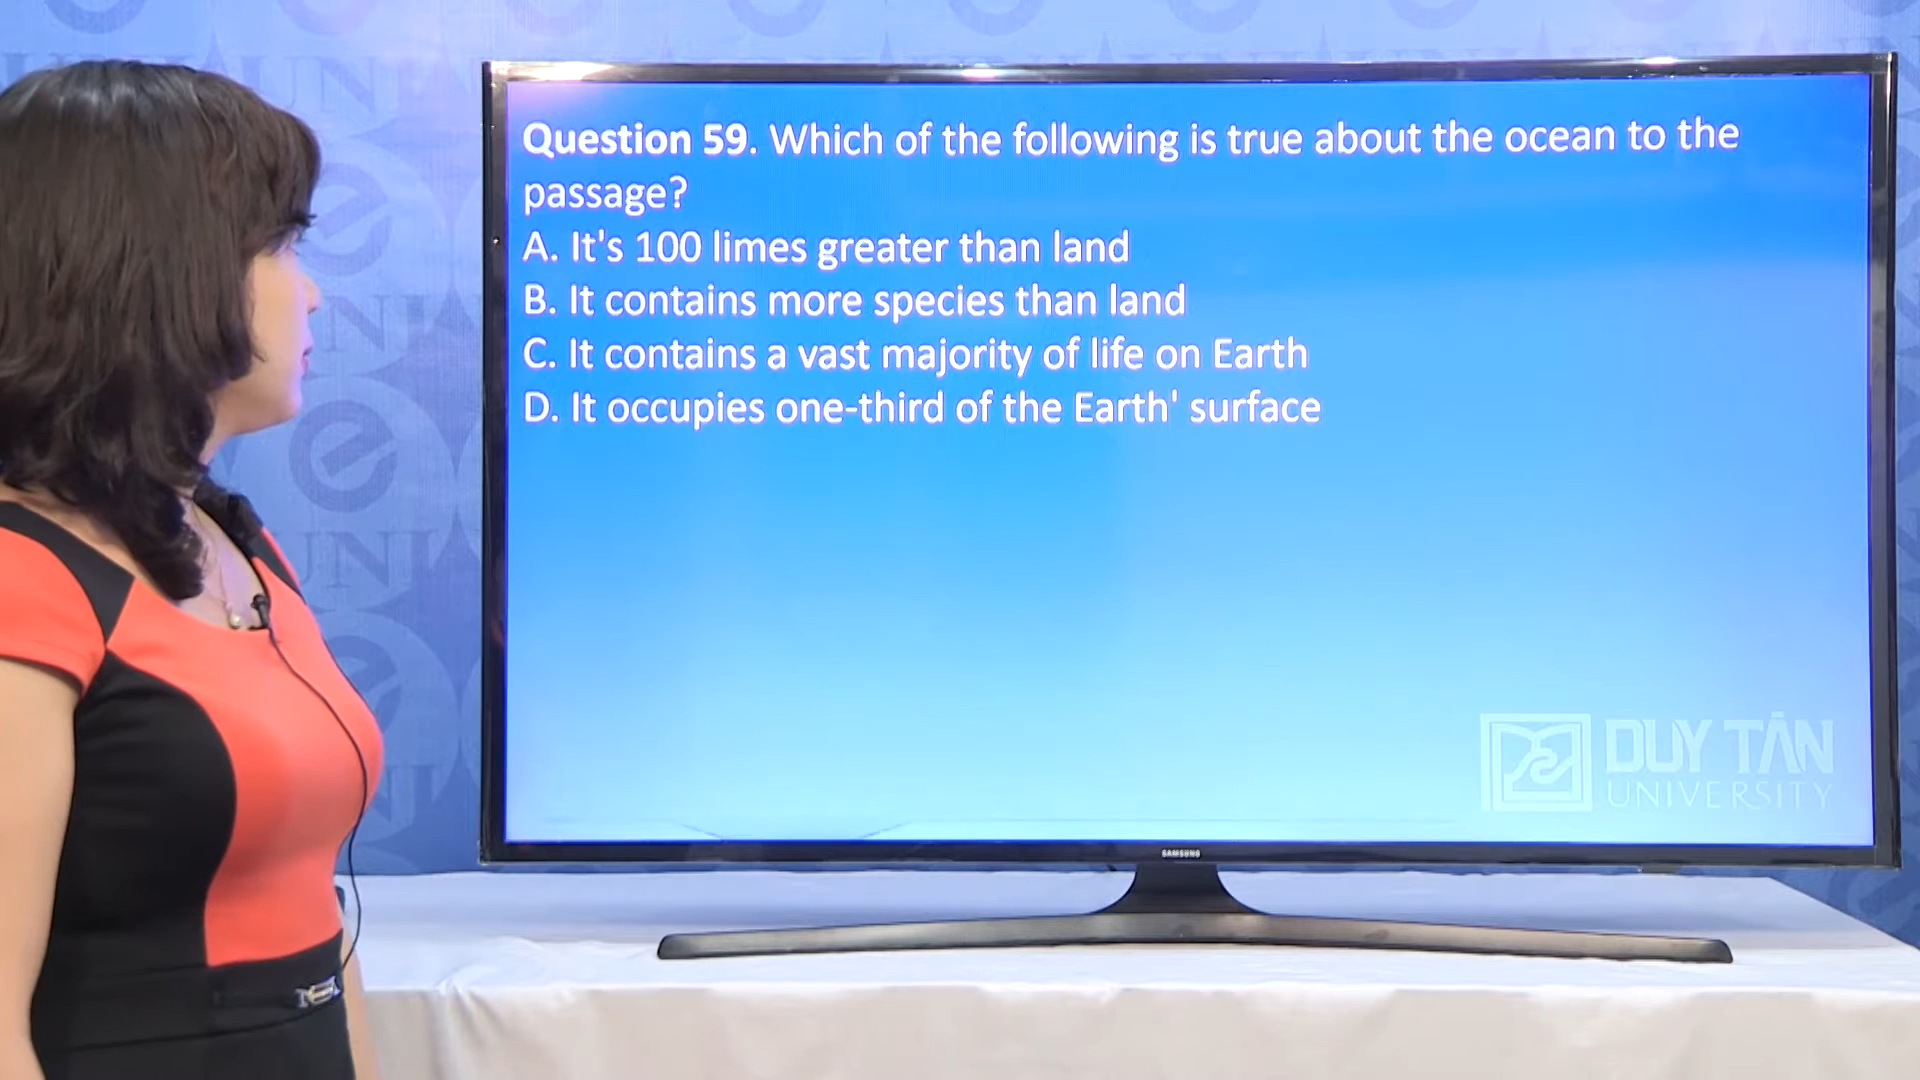 Question 59. Which of the following is true about the ocean to the
passage?
A. It's 100 limes greater than land
B. It contains more species than land
C. It contains a vast majority of life on Earth
D. It occupies one-third of the Earth' surface
DUY TÂN
UNIVERSITY
SAMSUNG